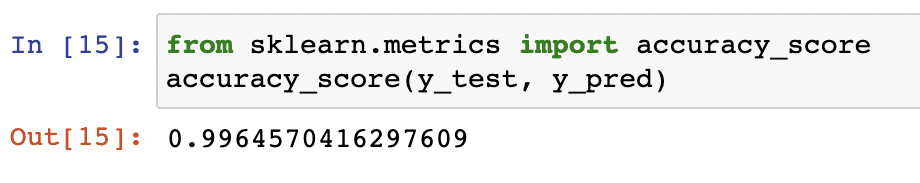 In [15]: from sklearn.metrics import accuracy_score
accuracy_score(y_test, y_pred)
Out[15]: 0.9964570416297609